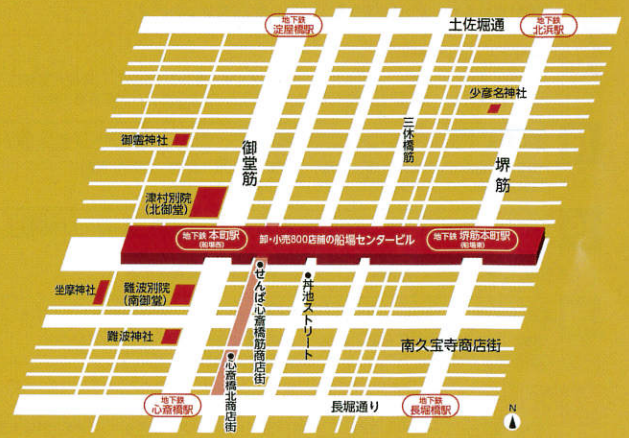 地下鉄
淀屋橋駅
土佐堀通
地下鉄
北浜駅
少彦名神社
三休橋筋
御霊神社
御堂筋
堺筋
津村別院
(北御堂)
地下鉄 本町駅
(船場西)
卸・小売800店舗の船場センタービル
地下鉄 堺筋本町駅
(船場東)
坐摩神社
難波別院
(南御堂)
●せんば心斎橋筋商店街
●丼池ストリート
難波神社
●心斎橋北商店街
南久宝寺商店街
地下鉄
心斎橋駅
長堀通り
地下鉄
長堀橋駅
N